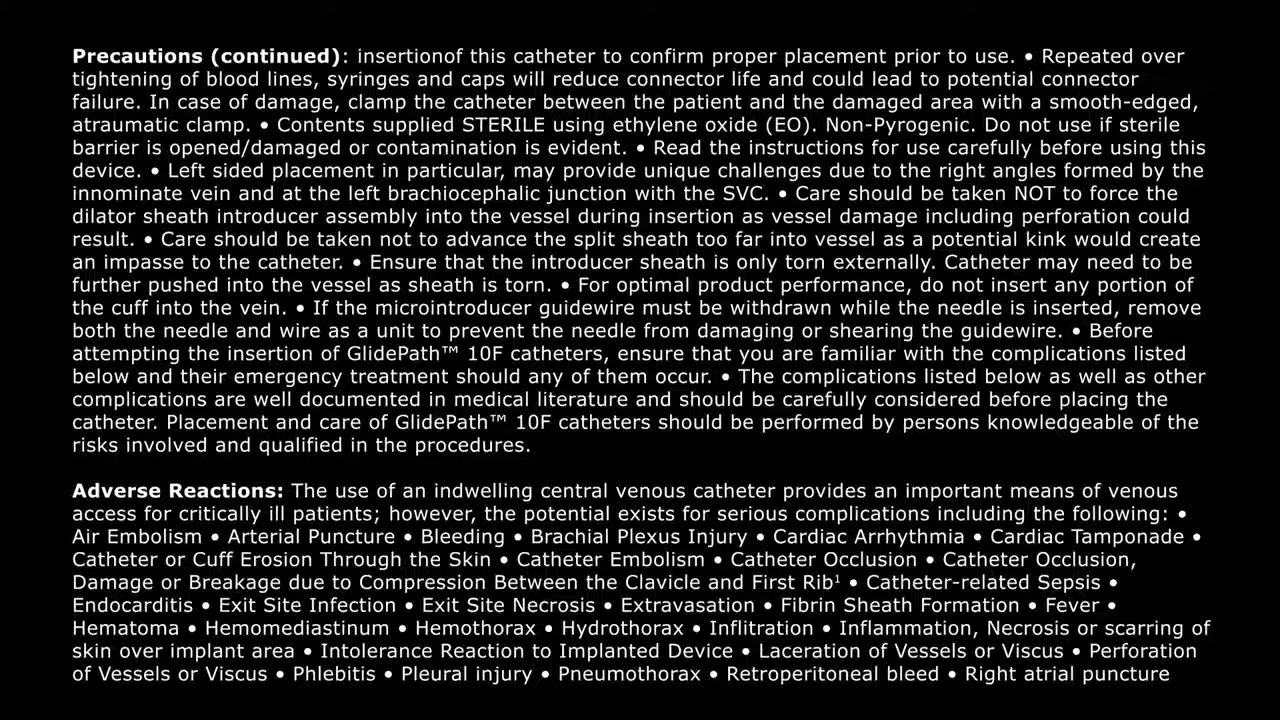 Precautions (continued): insertionof this catheter to confirm proper placement prior to use. • Repeated over
tightening of blood lines, syringes and caps will reduce connector life and could lead to potential connector
failure. In case of damage, clamp the catheter between the patient and the damaged area with a smooth-edged,
atraumatic clamp. • Contents supplied STERILE using ethylene oxide (EO). Non-Pyrogenic. Do not use if sterile
barrier is opened/damaged or contamination is evident. • Read the instructions for use carefully before using this
device. • Left sided placement in particular, may provide unique challenges due to the right angles formed by the
innominate vein and at the left brachiocephalic junction with the SVC. • Care should be taken NOT to force the
dilator sheath introducer assembly into the vessel during insertion as vessel damage including perforation could
result. • Care should be taken not to advance the split sheath too far into vessel as a potential kink would create
an impasse to the catheter. • Ensure that the introducer sheath is only torn externally. Catheter may need to be
further pushed into the vessel as sheath is torn. • For optimal product performance, do not insert any portion of
the cuff into the vein. • If the microintroducer guidewire must be withdrawn while the needle is inserted, remove
both the needle and wire as a unit to prevent the needle from damaging or shearing the guidewire. • Before
attempting the insertion of GlidePath™ 10F catheters, ensure that you are familiar with the complications listed
below and their emergency treatment should any of them occur. • The complications listed below as well as other
complications are well documented in medical literature and should be carefully considered before placing the
catheter. Placement and care of GlidePath™ 10F catheters should be performed by persons knowledgeable of the
risks involved and qualified in the procedures.
Adverse Reactions: The use of an indwelling central venous catheter provides an important means of venous
access for critically ill patients; however, the potential exists for serious complications including the following: •
Air Embolism • Arterial Puncture • Bleeding • Brachial Plexus Injury • Cardiac Arrhythmia • Cardiac Tamponade •
Catheter or Cuff Erosion Through the Skin • Catheter Embolism • Catheter Occlusion • Catheter Occlusion,
Damage or Breakage due to Compression Between the Clavicle and First Rib¹ • Catheter-related Sepsis •
Endocarditis • Exit Site Infection • Exit Site Necrosis • Extravasation • Fibrin Sheath Formation • Fever •
Hematoma • Hemomediastinum • Hemothorax • Hydrothorax • Inflitration • Inflammation, Necrosis or scarring of
skin over implant area • Intolerance Reaction to Implanted Device • Laceration of Vessels or Viscus • Perforation
of Vessels or Viscus • Phlebitis • Pleural injury • Pneumothorax • Retroperitoneal bleed • Right atrial puncture